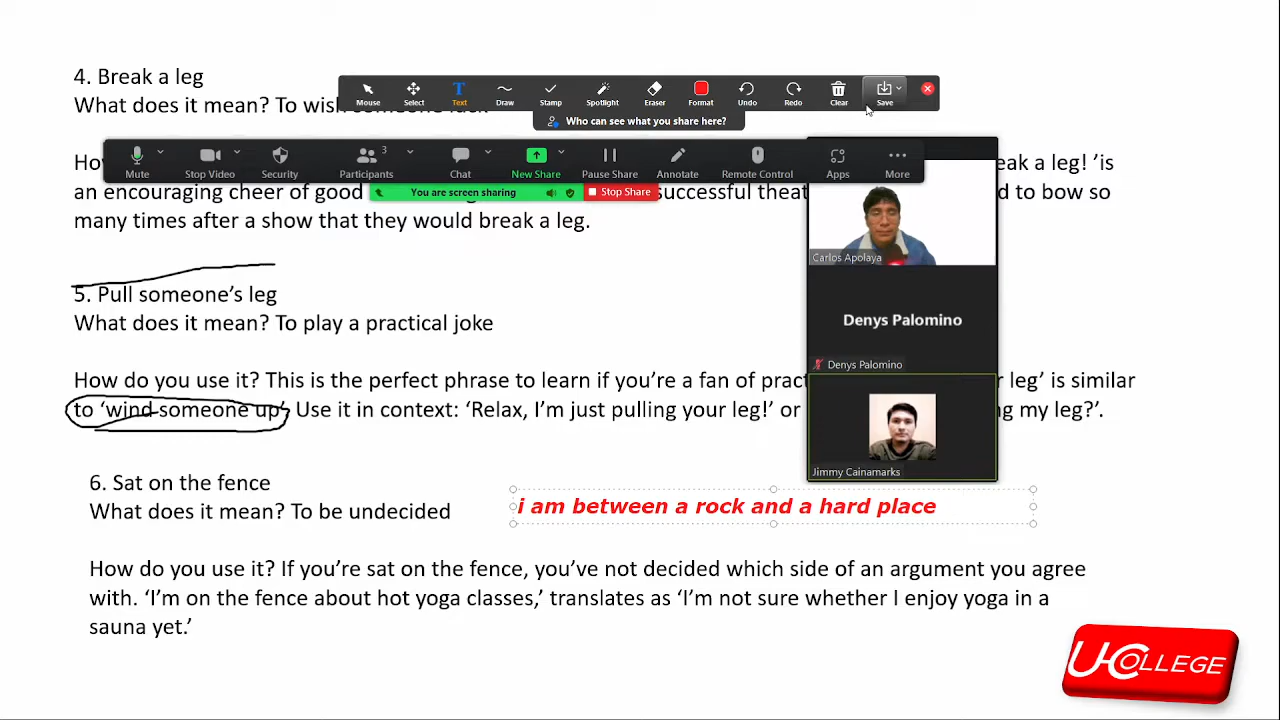 4. Break a leg
Mouse Select Text Draw Stamp Spotlight Eraser Format Undo Redo Clear Save
What does it mean? To wish someone luck
Who can see what you share here?
Mute Stop Video Security Participants 3 Chat New Share Pause Share Annotate Remote Control Apps More
How eak a leg! ’is
You are screen sharing Stop Share
an encouraging cheer of good successful theat d to bow so
many times after a show that they would break a leg.
Carlos Apolaya
5. Pull someone’s leg
What does it mean? To play a practical joke
Denys Palomino
Denys Palomino
How do you use it? This is the perfect phrase to learn if you’re a fan of pract r leg’ is similar
to ‘wind someone up’. Use it in context: ‘Relax, I’m just pulling your leg!’ or g my leg?’.
Jimmy Cainamarks
6. Sat on the fence
What does it mean? To be undecided
i am between a rock and a hard place
How do you use it? If you’re sat on the fence, you’ve not decided which side of an argument you agree
with. ‘I’m on the fence about hot yoga classes,’ translates as ‘I’m not sure whether I enjoy yoga in a
sauna yet.’
U-COLLEGE